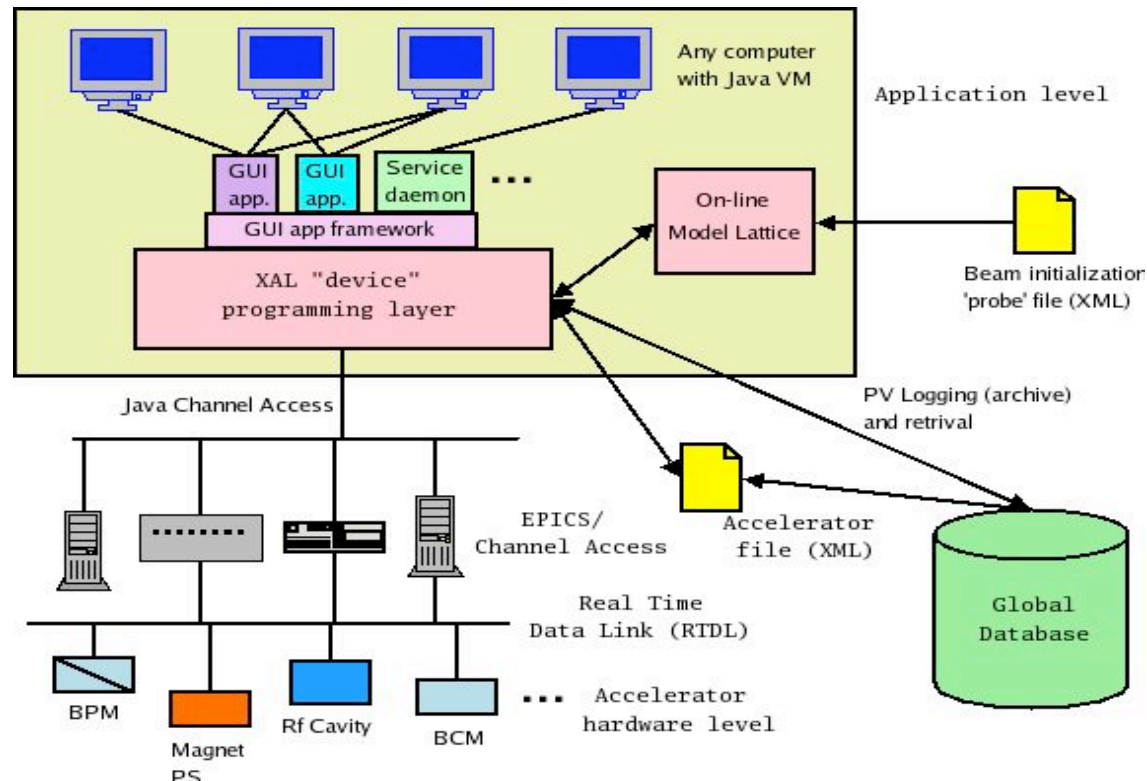 Any computer
with Java VM
Application level
GUI
app.
GUI
app.
Service
daemon
...
GUI app framework
On-line
Model Lattice
XAL "device"
programming layer
Beam initialization
'probe' file (XML)
Java Channel Access
PV Logging (archive)
and retrival
EPICS/
Channel Access
Accelerator
file (XML)
Real Time
Data Link (RTDL)
Global
Database
BPM
Magnet
PS
Rf Cavity
BCM
...
Accelerator
hardware level